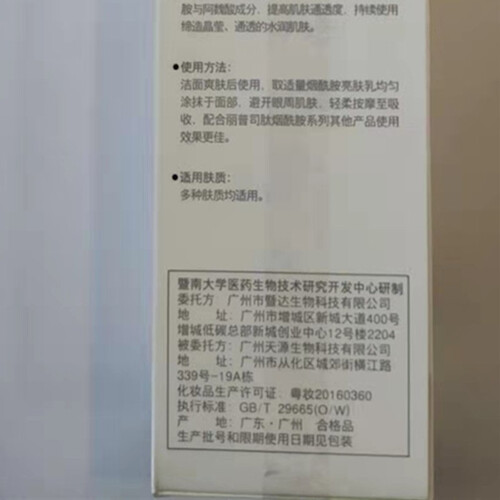 胺与阿魏酸成分，提高肌肤通透度，持续使用
缔造晶莹、通透的水润肌肤。
●使用方法：
洁面爽肤后使用，取适量烟酰胺亮肤乳均匀
涂抹于面部，避开眼周肌肤，轻柔按摩至吸
收，配合丽普司肽烟酰胺系列其他产品使用
效果更佳。
●适用肤质：
多种肤质均适用。
暨南大学医药生物技术研究开发中心研制
委托方 广州市暨达生物科技有限公司
地 址：广州市增城区新城大道400号
增城低碳总部新城创业中心12号楼2204
被委托方：广州天源生物科技有限公司
地 址：广州市从化区城郊街横江路
339号-19A栋
化妆品生产许可证：粤妆20160360
执行标准：GB/T 29665(O/W)
产 地：广东·广州 合格品
生产批号和限期使用日期见包装